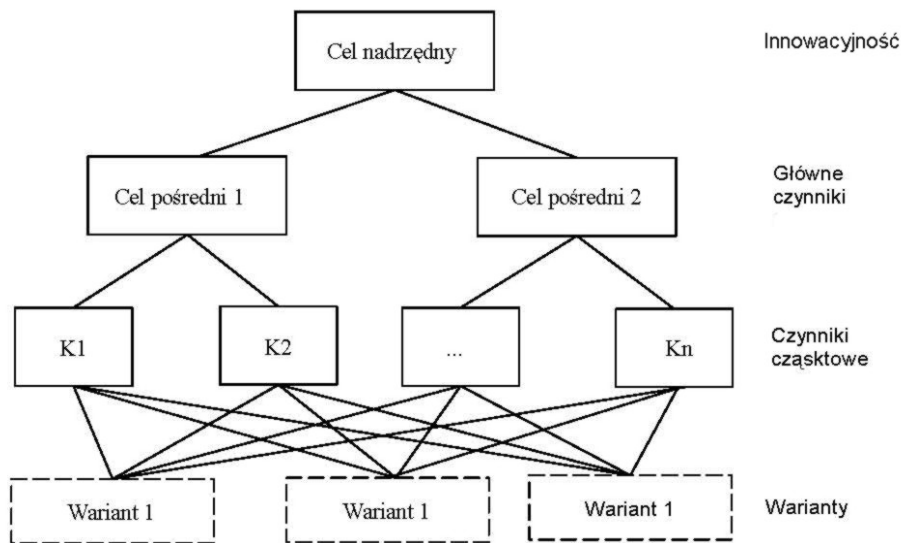 Cel nadrzędny
Innowacyjność
Cel pośredni 1
Cel pośredni 2
Główne
czynniki
K1
K2
...
Kn
Czynniki
cząsktowe
Wariant 1
Wariant 1
Wariant 1
Warianty